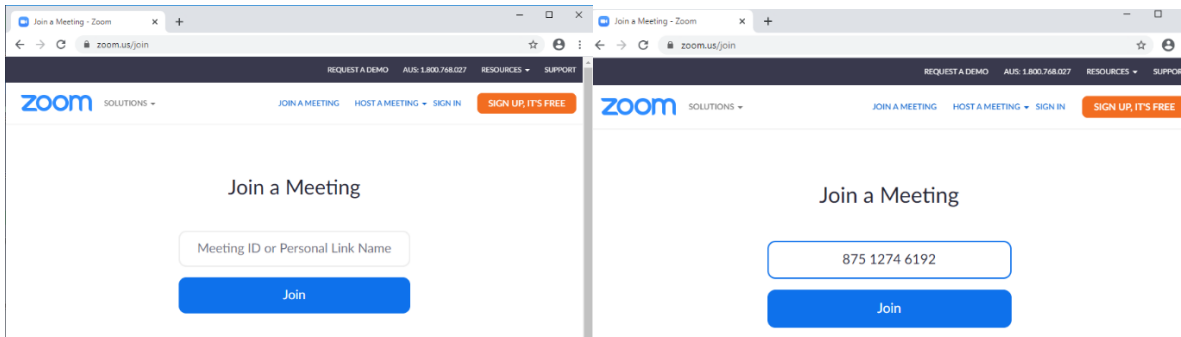 Join a Meeting - Zoom
zoom.us/join
REQUEST A DEMO AUS: 1.800.768.027 RESOURCES SUPPORT
zoom SOLUTIONS JOIN A MEETING HOST A MEETING SIGN IN SIGN UP, IT'S FREE
Join a Meeting
Meeting ID or Personal Link Name
Join
Join a Meeting - Zoom
zoom.us/join
REQUEST A DEMO AUS: 1.800.768.027 RESOURCES SUPPOR
zoom SOLUTIONS JOIN A MEETING HOST A MEETING SIGN IN SIGN UP, IT'S FREE
Join a Meeting
875 1274 6192
Join